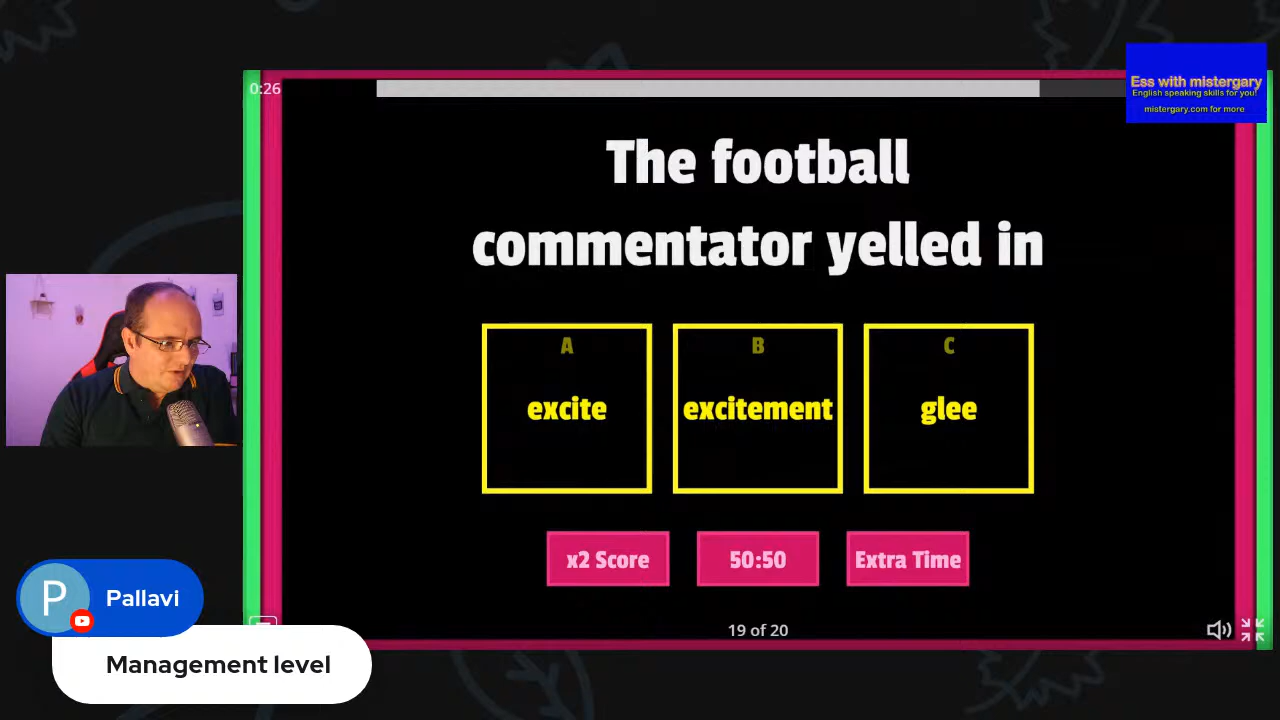 0:26
Ess with mistergary
English speaking skills for you!
mistergary.com for more
The football
commentator yelled in
A
excite
B
excitement
C
glee
x2 Score
50:50
Extra Time
19 of 20
P
Pallavi
Management level